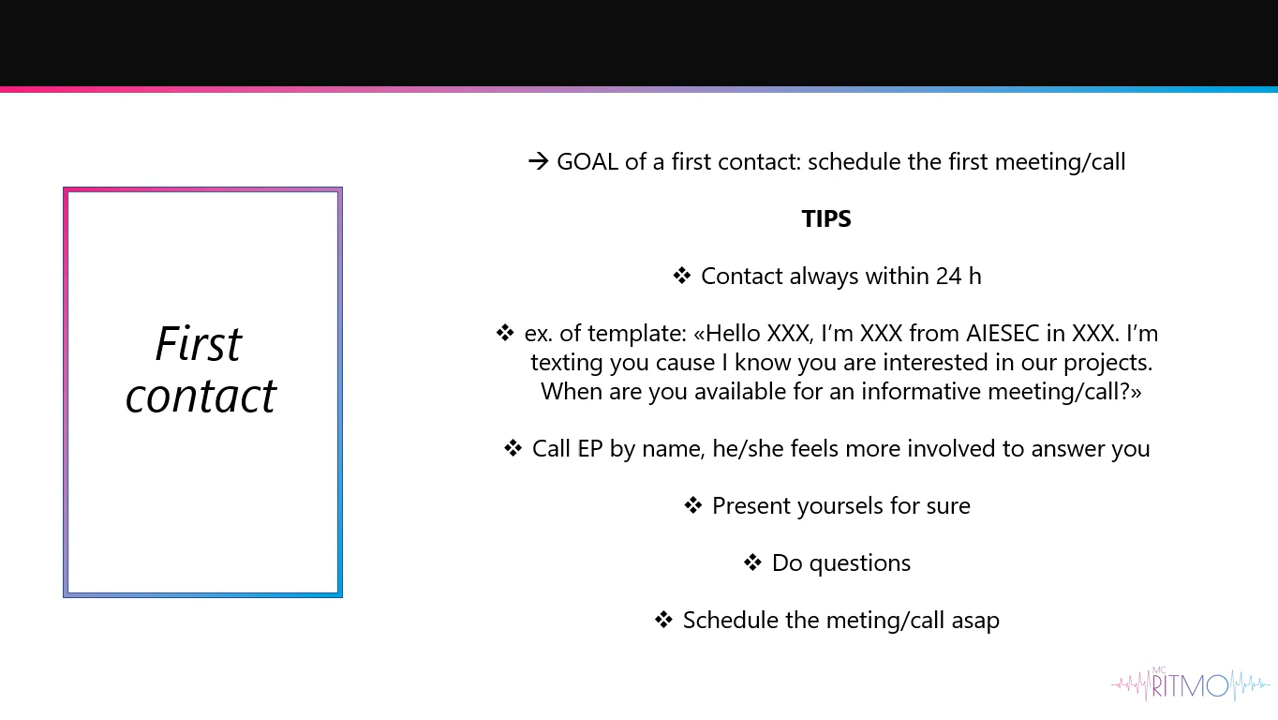 First
contact
→ GOAL of a first contact: schedule the first meeting/call
TIPS
❖ Contact always within 24 h
❖ ex. of template: «Hello XXX, I’m XXX from AIESEC in XXX. I’m
texting you cause I know you are interested in our projects.
When are you available for an informative meeting/call?»
❖ Call EP by name, he/she feels more involved to answer you
❖ Present yoursels for sure
❖ Do questions
❖ Schedule the meting/call asap
MC
RITMO